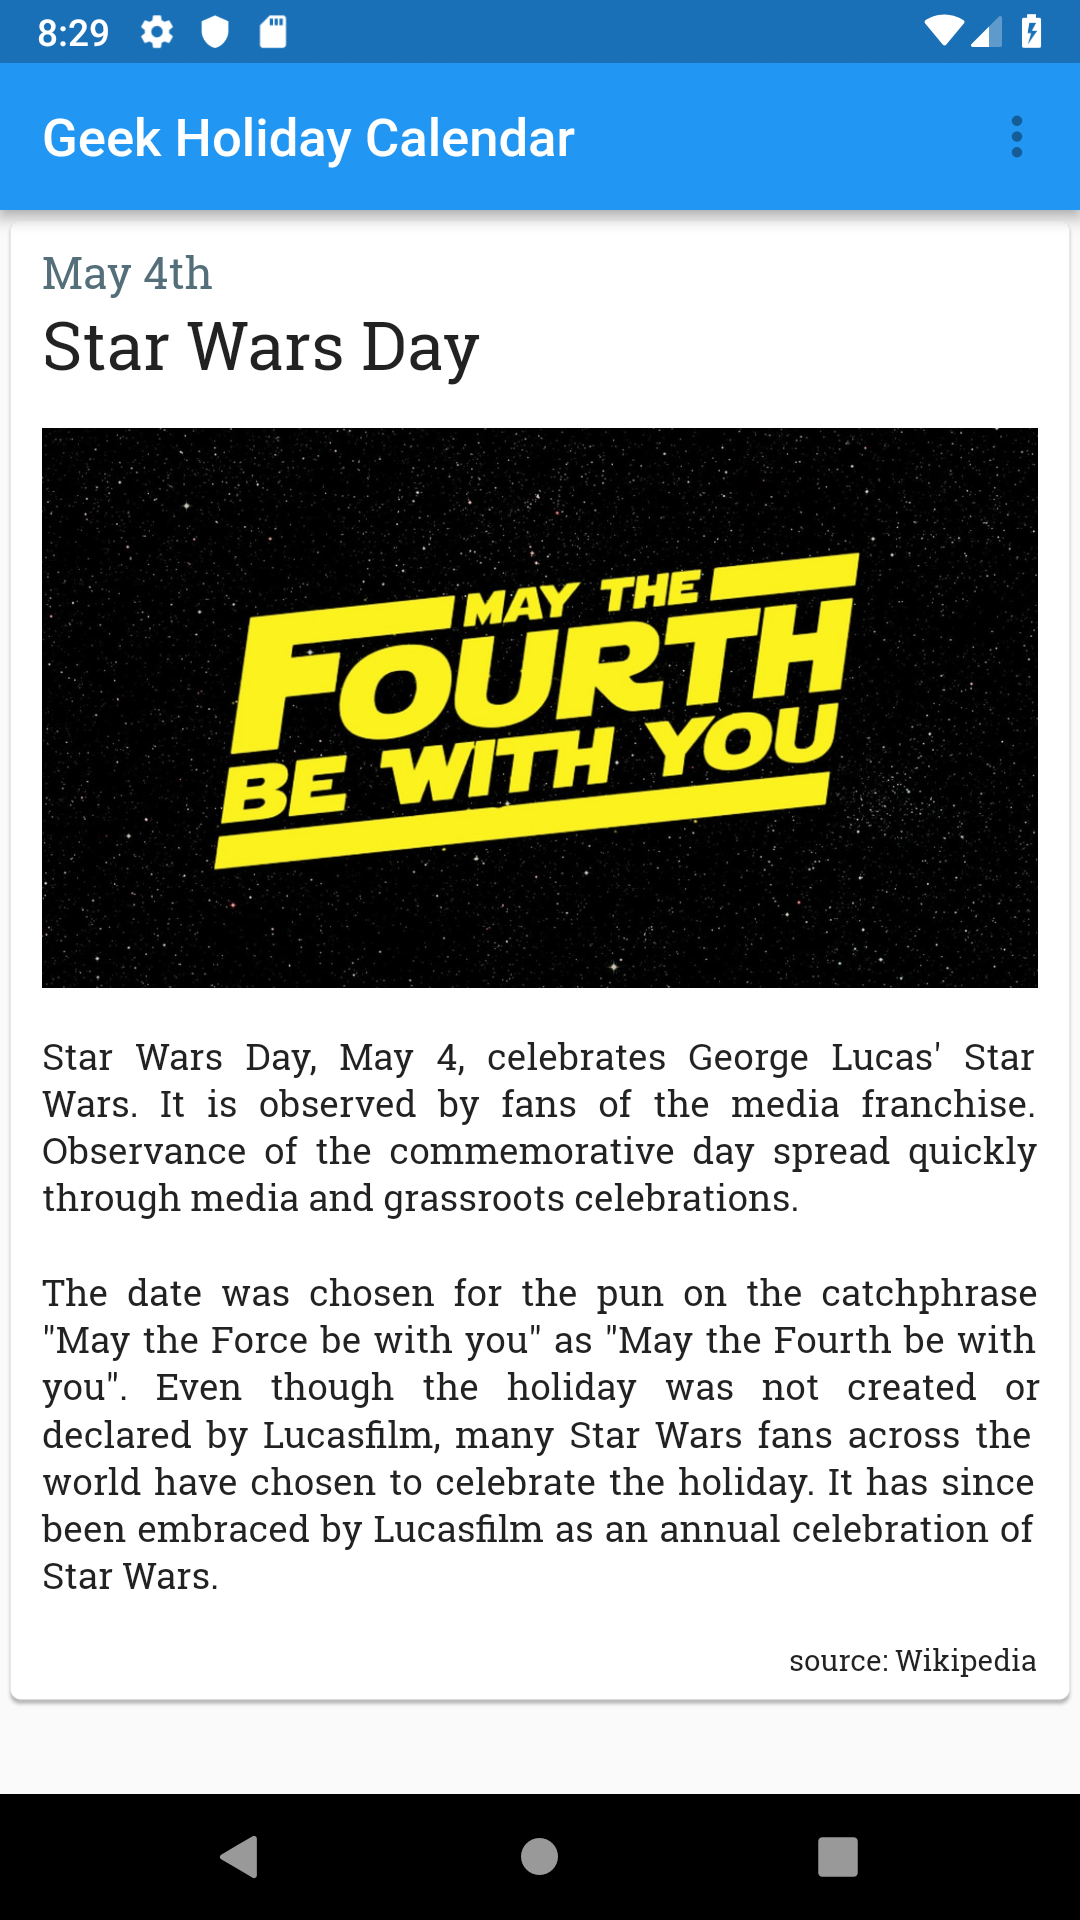 8:29
Geek Holiday Calendar
May 4th
Star Wars Day
MAY THE
FOURTH
BE WITH YOU
Star Wars Day, May 4, celebrates George Lucas' Star
Wars. It is observed by fans of the media franchise.
Observance of the commemorative day spread quickly
through media and grassroots celebrations.
The date was chosen for the pun on the catchphrase
"May the Force be with you" as "May the Fourth be with
you". Even though the holiday was not created or
declared by Lucasfilm, many Star Wars fans across the
world have chosen to celebrate the holiday. It has since
been embraced by Lucasfilm as an annual celebration of
Star Wars.
source: Wikipedia